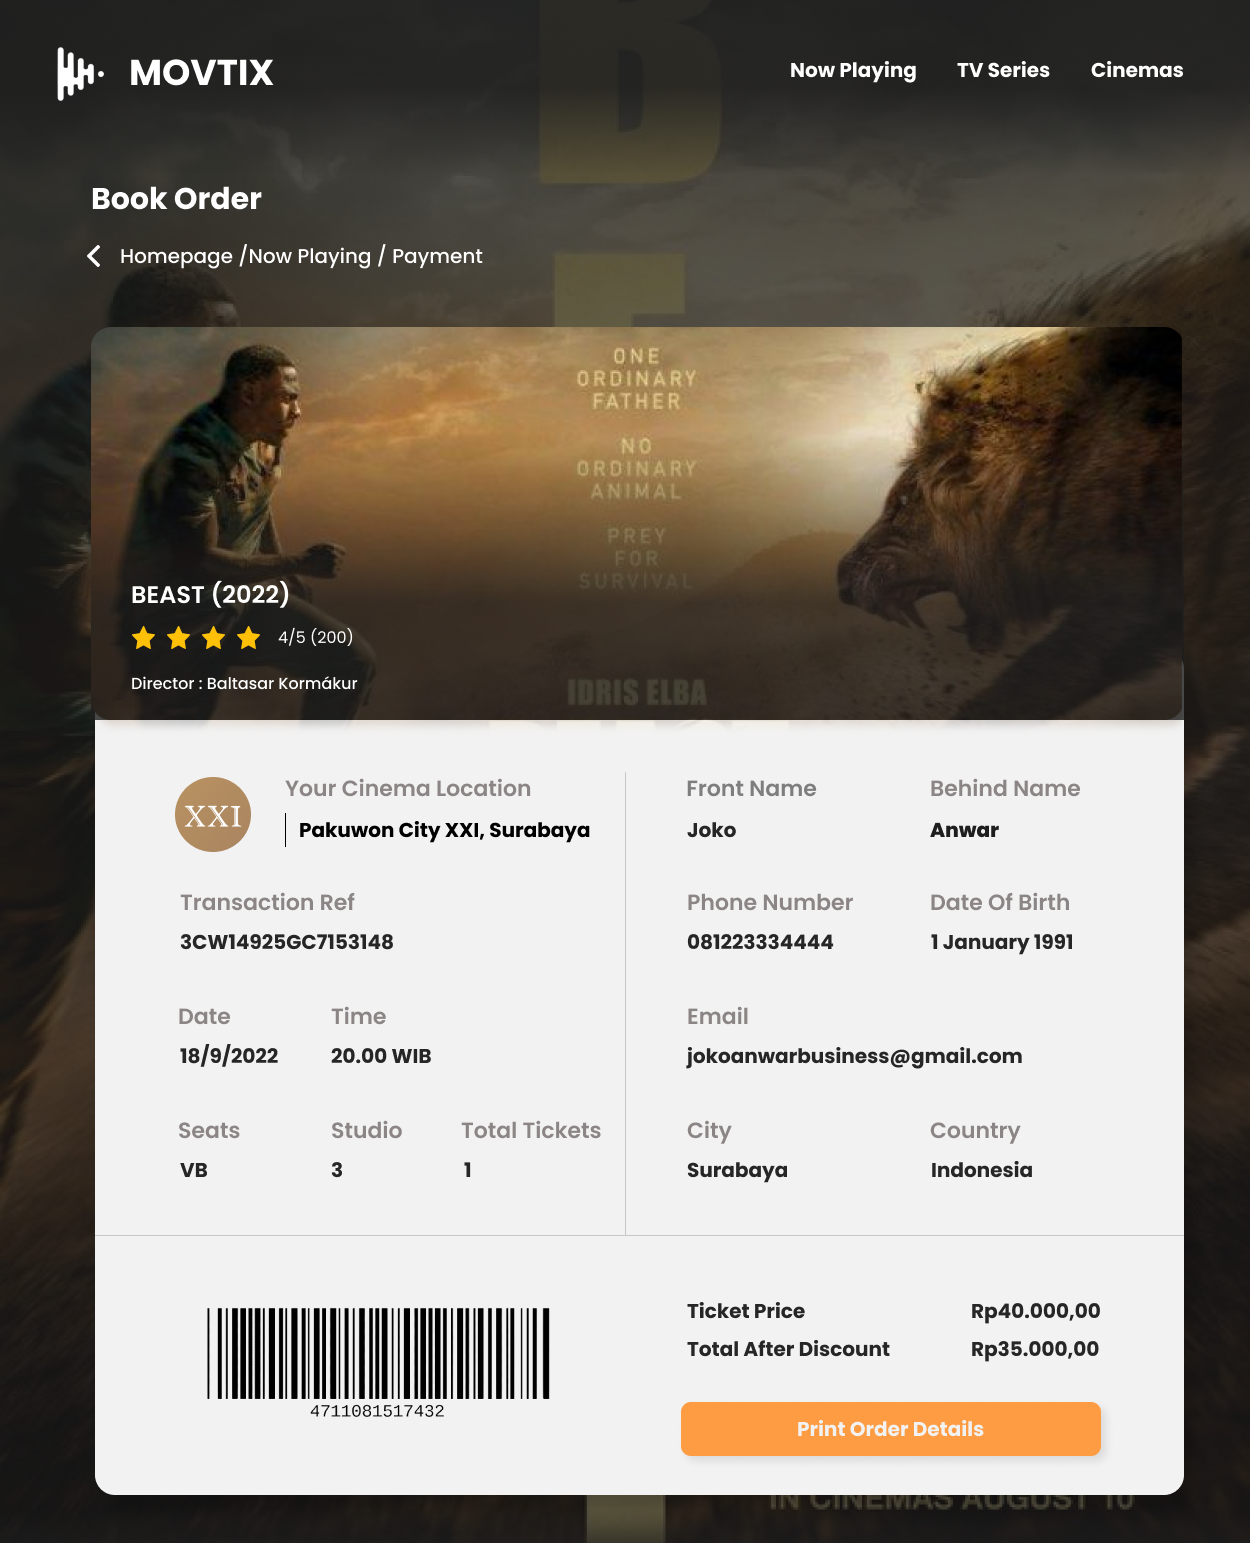 MOVTIX
Now Playing
TV Series
Cinemas
Book Order
Homepage /Now Playing / Payment
ONE
ORDINARY
FATHER
NO
ORDINARY
ANIMAL
PREY
FOR
SURVIVAL
BEAST (2022)
4/5 (200)
Director : Baltasar Kormákur
IDRIS ELBA
XXI
Your Cinema Location
Pakuwon City XXI, Surabaya
Front Name
Behind Name
Joko
Anwar
Transaction Ref
3CW14925GC7153148
Phone Number
Date Of Birth
081223334444
1 January 1991
Date
Time
18/9/2022
20.00 WIB
Email
jokoanwarbusiness@gmail.com
Seats
Studio
Total Tickets
VB
3
1
City
Country
Surabaya
Indonesia
4711081517432
Ticket Price
Rp40.000,00
Total After Discount
Rp35.000,00
Print Order Details
IN CINEMAS AUGUST 10